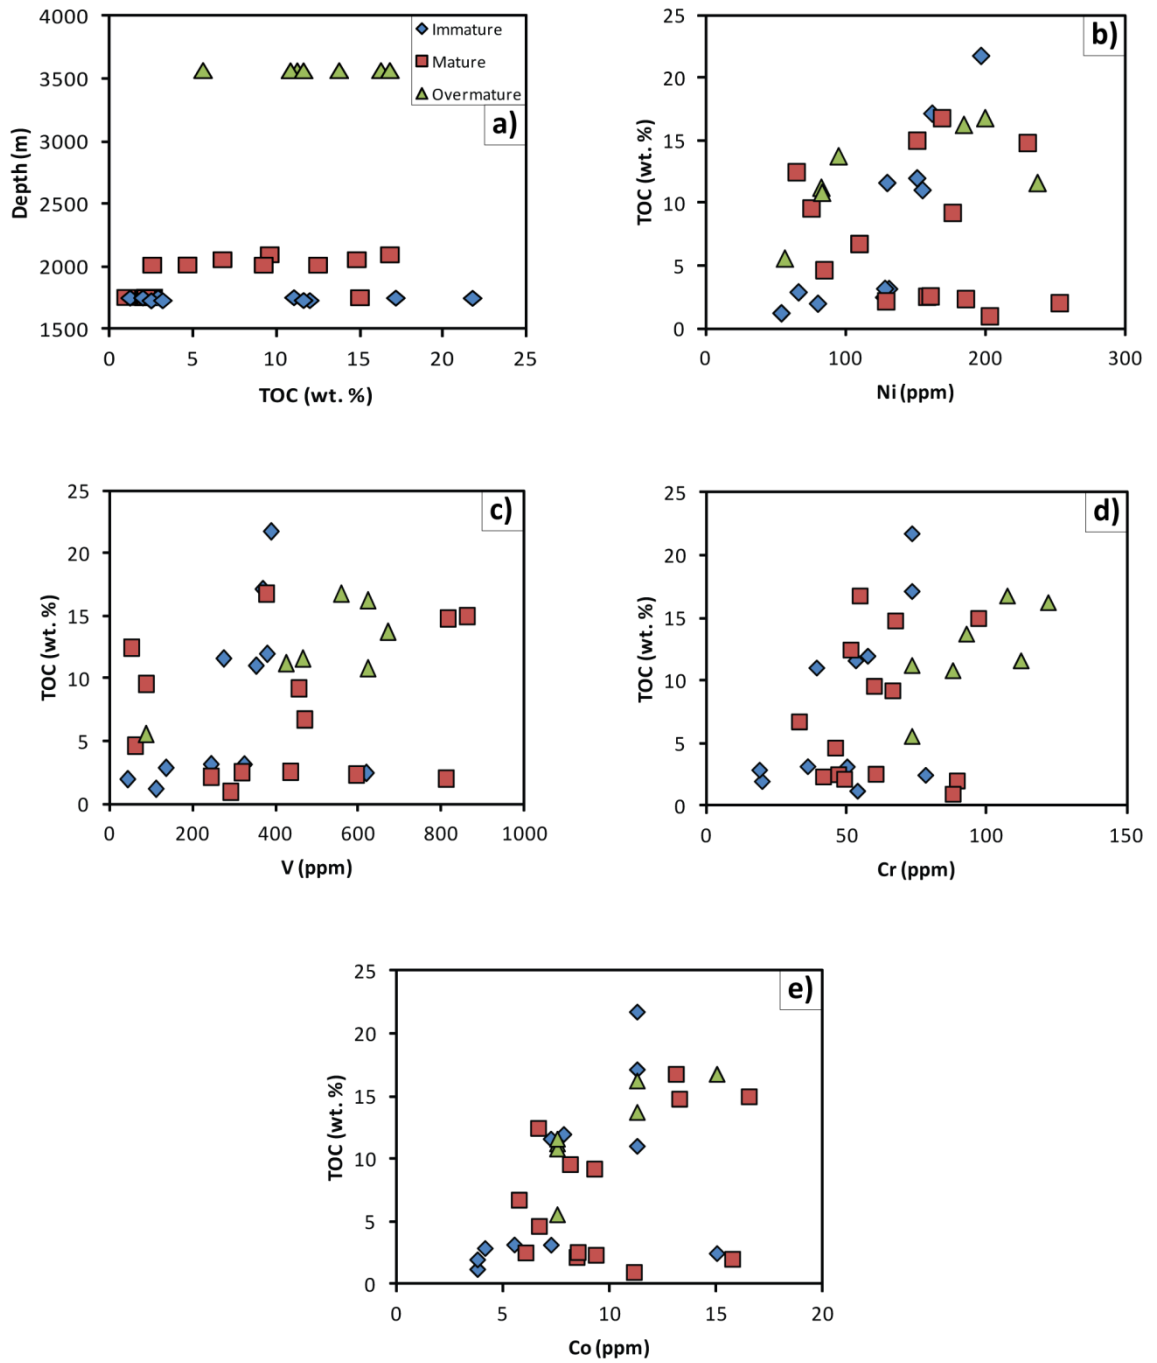 4000
3500
3000
2500
2000
1500
Depth (m)
0 5 10 15 20 25
TOC (wt. %)
Immature
Mature
Overmature
a)
25
20
15
10
5
0
TOC (wt. %)
0 100 200 300
Ni (ppm)
b)
25
20
15
10
5
0
TOC (wt. %)
0 200 400 600 800 1000
V (ppm)
c)
25
20
15
10
5
0
TOC (wt. %)
0 50 100 150
Cr (ppm)
d)
25
20
15
10
5
0
TOC (wt. %)
0 5 10 15 20
Co (ppm)
e)